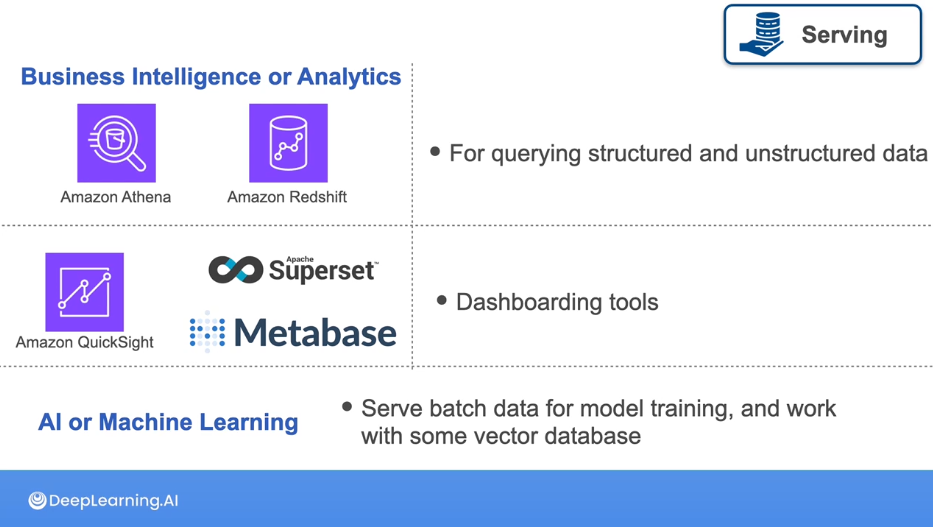 Serving
Business Intelligence or Analytics
Amazon Athena
Amazon Redshift
• For querying structured and unstructured data
Amazon QuickSight
Apache
Superset™
Metabase
• Dashboarding tools
AI or Machine Learning
• Serve batch data for model training, and work
with some vector database
DeepLearning.AI